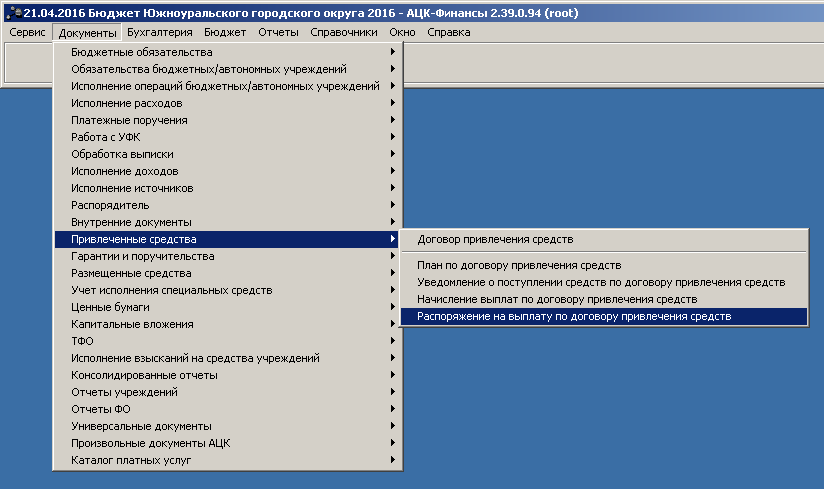 21.04.2016 Бюджет Южноуральского городского округа 2016 - АЦК-Финансы 2.39.0.94 (root)
Сервис Документы Бухгалтерия Бюджет Отчеты Справочники Окно Справка
Бюджетные обязательства
Обязательства бюджетных/автономных учреждений
Исполнение операций бюджетных/автономных учреждений
Исполнение расходов
Платежные поручения
Работа с УФК
Обработка выписки
Исполнение доходов
Исполнение источников
Распорядитель
Внутренние документы
Привлеченные средства
Гарантии и поручительства
Размещенные средства
Учет исполнения специальных средств
Ценные бумаги
Капитальные вложения
ТФО
Исполнение взысканий на средства учреждений
Консолидированные отчеты
Отчеты учреждений
Отчеты ФО
Универсальные документы
Произвольные документы АЦК
Каталог платных услуг
Договор привлечения средств
План по договору привлечения средств
Уведомление о поступлении средств по договору привлечения средств
Начисление выплат по договору привлечения средств
Распоряжение на выплату по договору привлечения средств